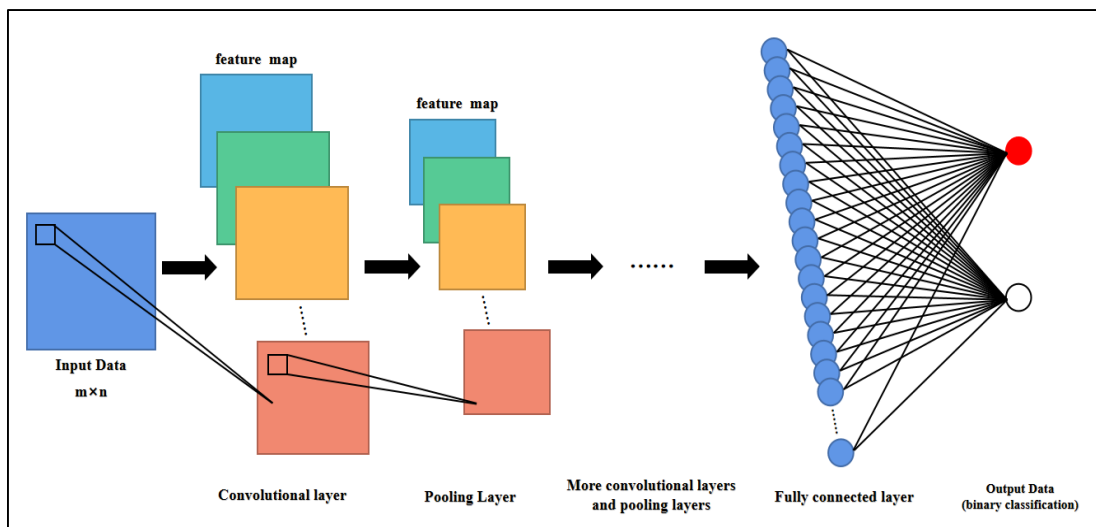 feature map
feature map
......
Input Data
m×n
Convolutional layer
Pooling Layer
More convolutional layers
and pooling layers
Fully connected layer
Output Data
(binary classification)